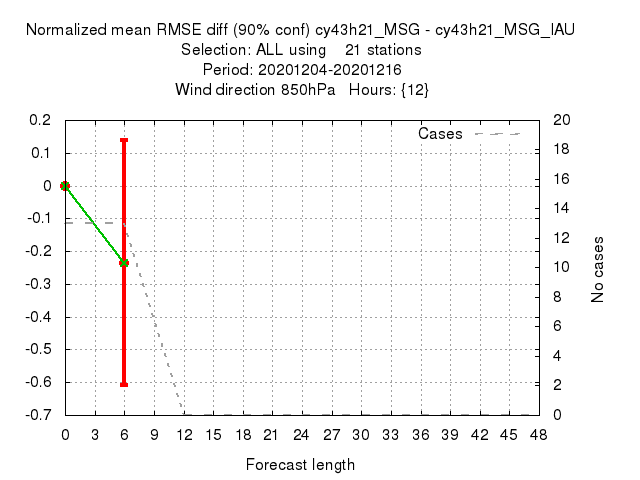 Normalized mean RMSE diff (90% conf) cy43h21_MSG - cy43h21_MSG_IAU
Selection: ALL using 21 stations
Period: 20201204-20201216
Wind direction 850hPa Hours: {12}
Cases
0.2
0.1
0
-0.1
-0.2
-0.3
-0.4
-0.5
-0.6
-0.7
20
18
16
14
12
10
8
6
4
2
0
No cases
0 3 6 9 12 15 18 21 24 27 30 33 36 39 42 45 48
Forecast length